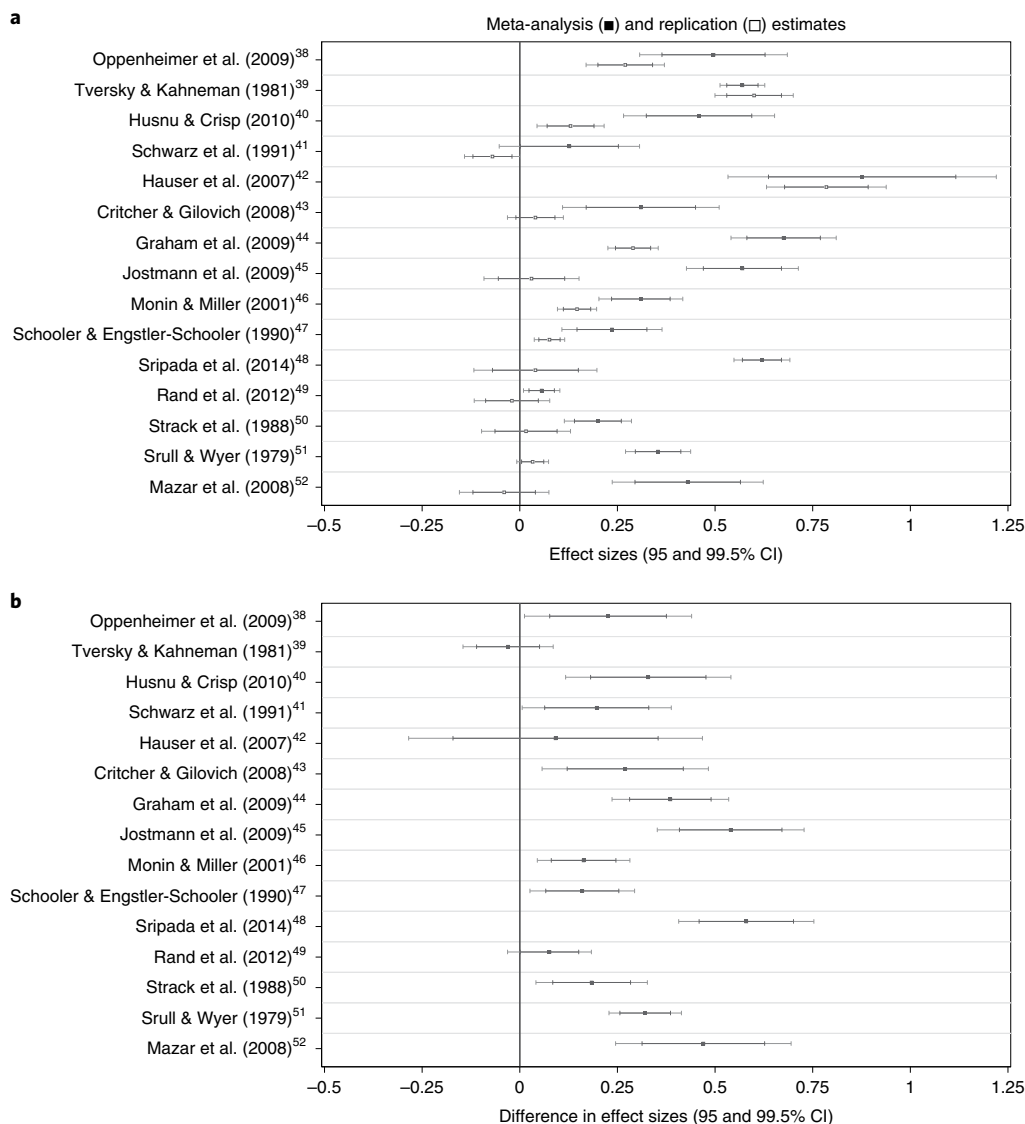 a
Meta-analysis (■) and replication (□) estimates
Oppenheimer et al. (2009)38
Tversky & Kahneman (1981)39
Husnu & Crisp (2010)40
Schwarz et al. (1991)41
Hauser et al. (2007)42
Critcher & Gilovich (2008)43
Graham et al. (2009)44
Jostmann et al. (2009)45
Monin & Miller (2001)46
Schooler & Engstler-Schooler (1990)47
Sripada et al. (2014)48
Rand et al. (2012)49
Strack et al. (1988)50
Srull & Wyer (1979)51
Mazar et al. (2008)52
−0.5 −0.25 0 0.25 0.5 0.75 1 1.25
Effect sizes (95 and 99.5% CI)
b
Oppenheimer et al. (2009)38
Tversky & Kahneman (1981)39
Husnu & Crisp (2010)40
Schwarz et al. (1991)41
Hauser et al. (2007)42
Critcher & Gilovich (2008)43
Graham et al. (2009)44
Jostmann et al. (2009)45
Monin & Miller (2001)46
Schooler & Engstler-Schooler (1990)47
Sripada et al. (2014)48
Rand et al. (2012)49
Strack et al. (1988)50
Srull & Wyer (1979)51
Mazar et al. (2008)52
−0.5 −0.25 0 0.25 0.5 0.75 1 1.25
Difference in effect sizes (95 and 99.5% CI)